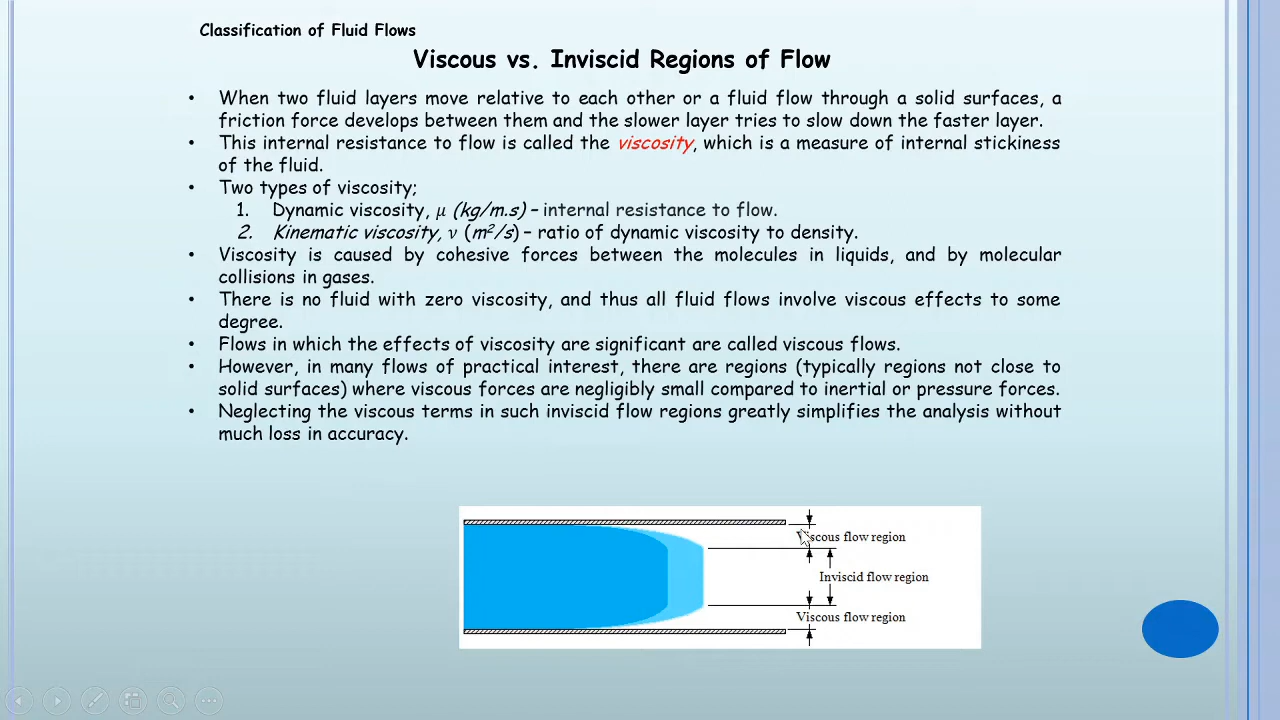 Classification of Fluid Flows
Viscous vs. Inviscid Regions of Flow
• When two fluid layers move relative to each other or a fluid flow through a solid surfaces, a
friction force develops between them and the slower layer tries to slow down the faster layer.
• This internal resistance to flow is called the viscosity, which is a measure of internal stickiness
of the fluid.
• Two types of viscosity;
1. Dynamic viscosity, μ (kg/m.s) – internal resistance to flow.
2. Kinematic viscosity, ν (m²/s) – ratio of dynamic viscosity to density.
• Viscosity is caused by cohesive forces between the molecules in liquids, and by molecular
collisions in gases.
• There is no fluid with zero viscosity, and thus all fluid flows involve viscous effects to some
degree.
• Flows in which the effects of viscosity are significant are called viscous flows.
• However, in many flows of practical interest, there are regions (typically regions not close to
solid surfaces) where viscous forces are negligibly small compared to inertial or pressure forces.
• Neglecting the viscous terms in such inviscid flow regions greatly simplifies the analysis without
much loss in accuracy.
Viscous flow region
Inviscid flow region
Viscous flow region